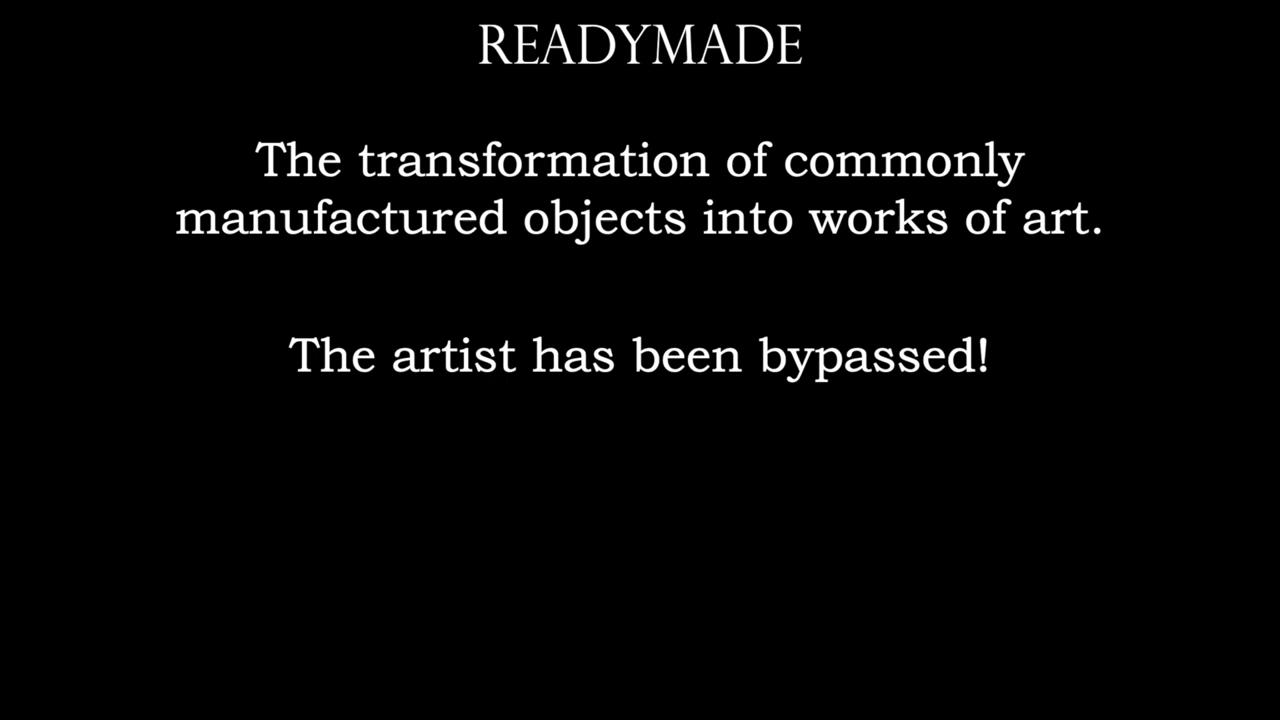 READYMADE
The transformation of commonly
manufactured objects into works of art.
The artist has been bypassed!